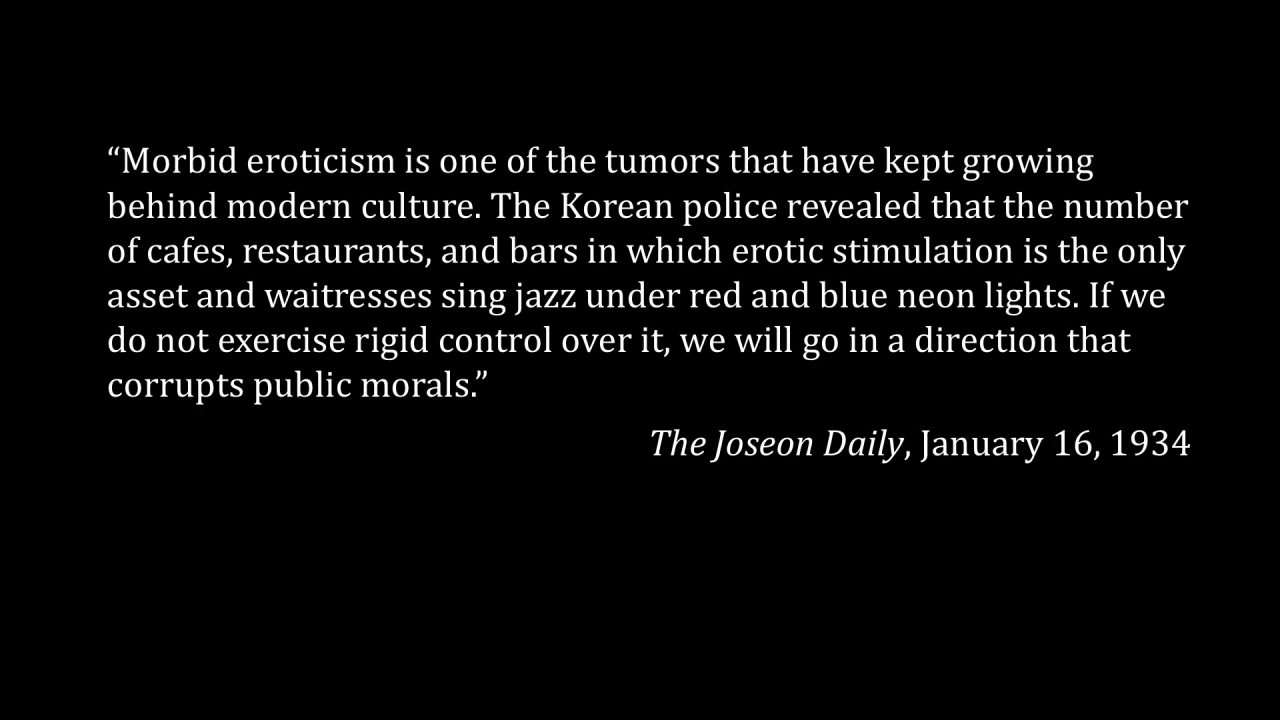 “Morbid eroticism is one of the tumors that have kept growing
behind modern culture. The Korean police revealed that the number
of cafes, restaurants, and bars in which erotic stimulation is the only
asset and waitresses sing jazz under red and blue neon lights. If we
do not exercise rigid control over it, we will go in a direction that
corrupts public morals.”
The Joseon Daily, January 16, 1934